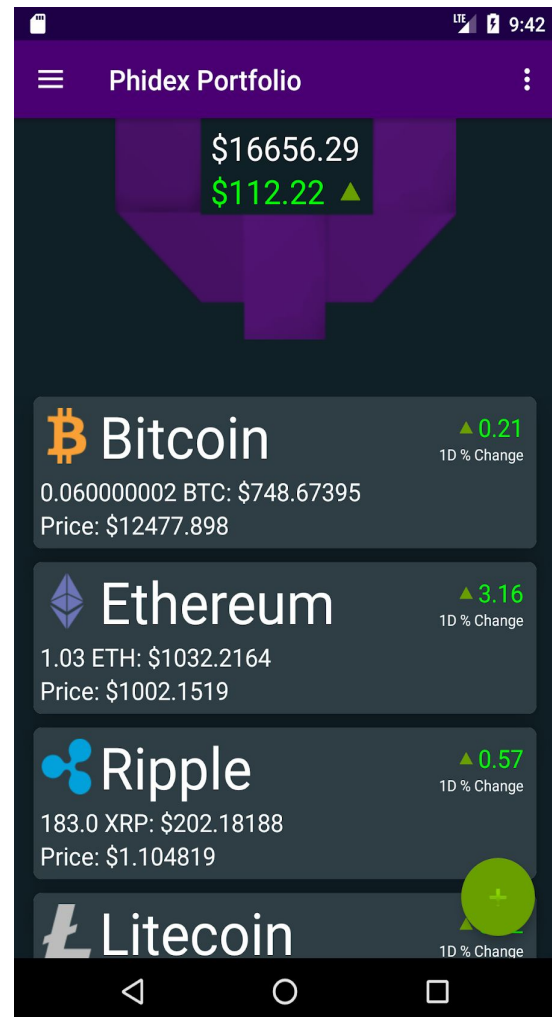 LTE 9:42
Phidex Portfolio
$16656.29
$112.22
Bitcoin
0.21
1D % Change
0.060000002 BTC: $748.67395
Price: $12477.898
Ethereum
3.16
1D % Change
1.03 ETH: $1032.2164
Price: $1002.1519
Ripple
0.57
1D % Change
183.0 XRP: $202.18188
Price: $1.104819
+
Litecoin
1D % Change